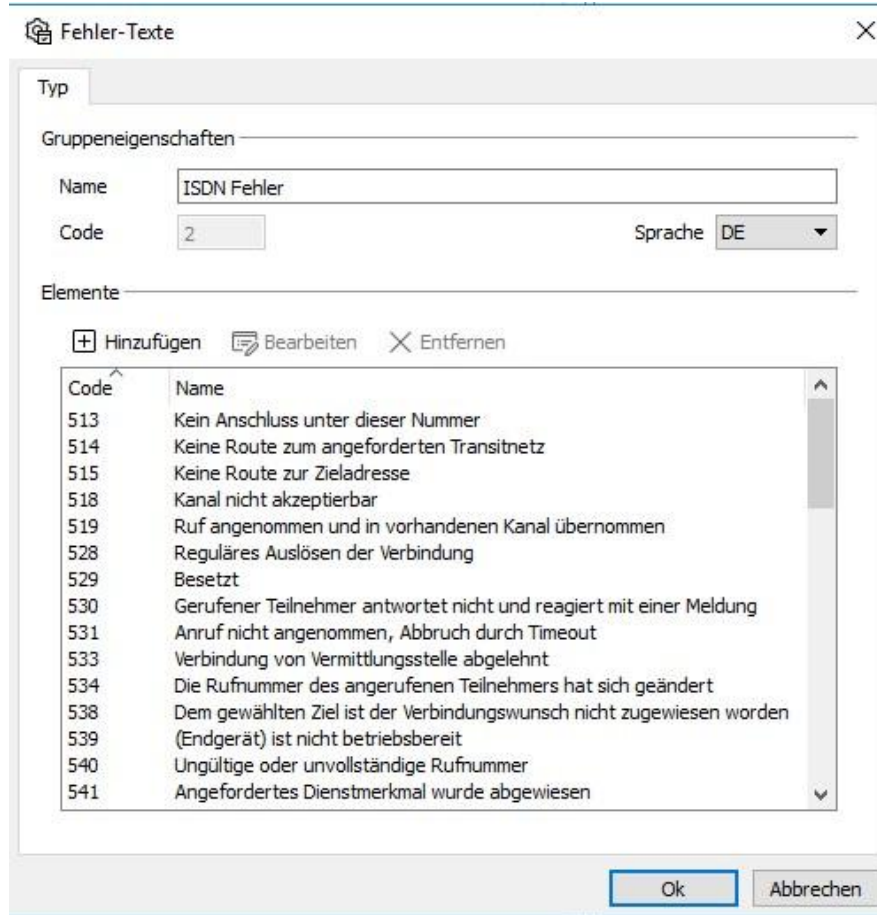 Fehler-Texte
Typ
Gruppeneigenschaften
Name ISDN Fehler
Code 2 Sprache DE
Elemente
Hinzufügen Bearbeiten Entfernen
Code Name
513 Kein Anschluss unter dieser Nummer
514 Keine Route zum angeforderten Transitnetz
515 Keine Route zur Zieladresse
518 Kanal nicht akzeptierbar
519 Ruf angenommen und in vorhandenen Kanal übernommen
528 Reguläres Auslösen der Verbindung
529 Besetzt
530 Gerufener Teilnehmer antwortet nicht und reagiert mit einer Meldung
531 Anruf nicht angenommen, Abbruch durch Timeout
533 Verbindung von Vermittlungsstelle abgelehnt
534 Die Rufnummer des angerufenen Teilnehmers hat sich geändert
538 Dem gewählten Ziel ist der Verbindungswunsch nicht zugewiesen worden
539 (Endgerät) ist nicht betriebsbereit
540 Ungültige oder unvollständige Rufnummer
541 Angefordertes Dienstmerkmal wurde abgewiesen
Ok Abbrechen